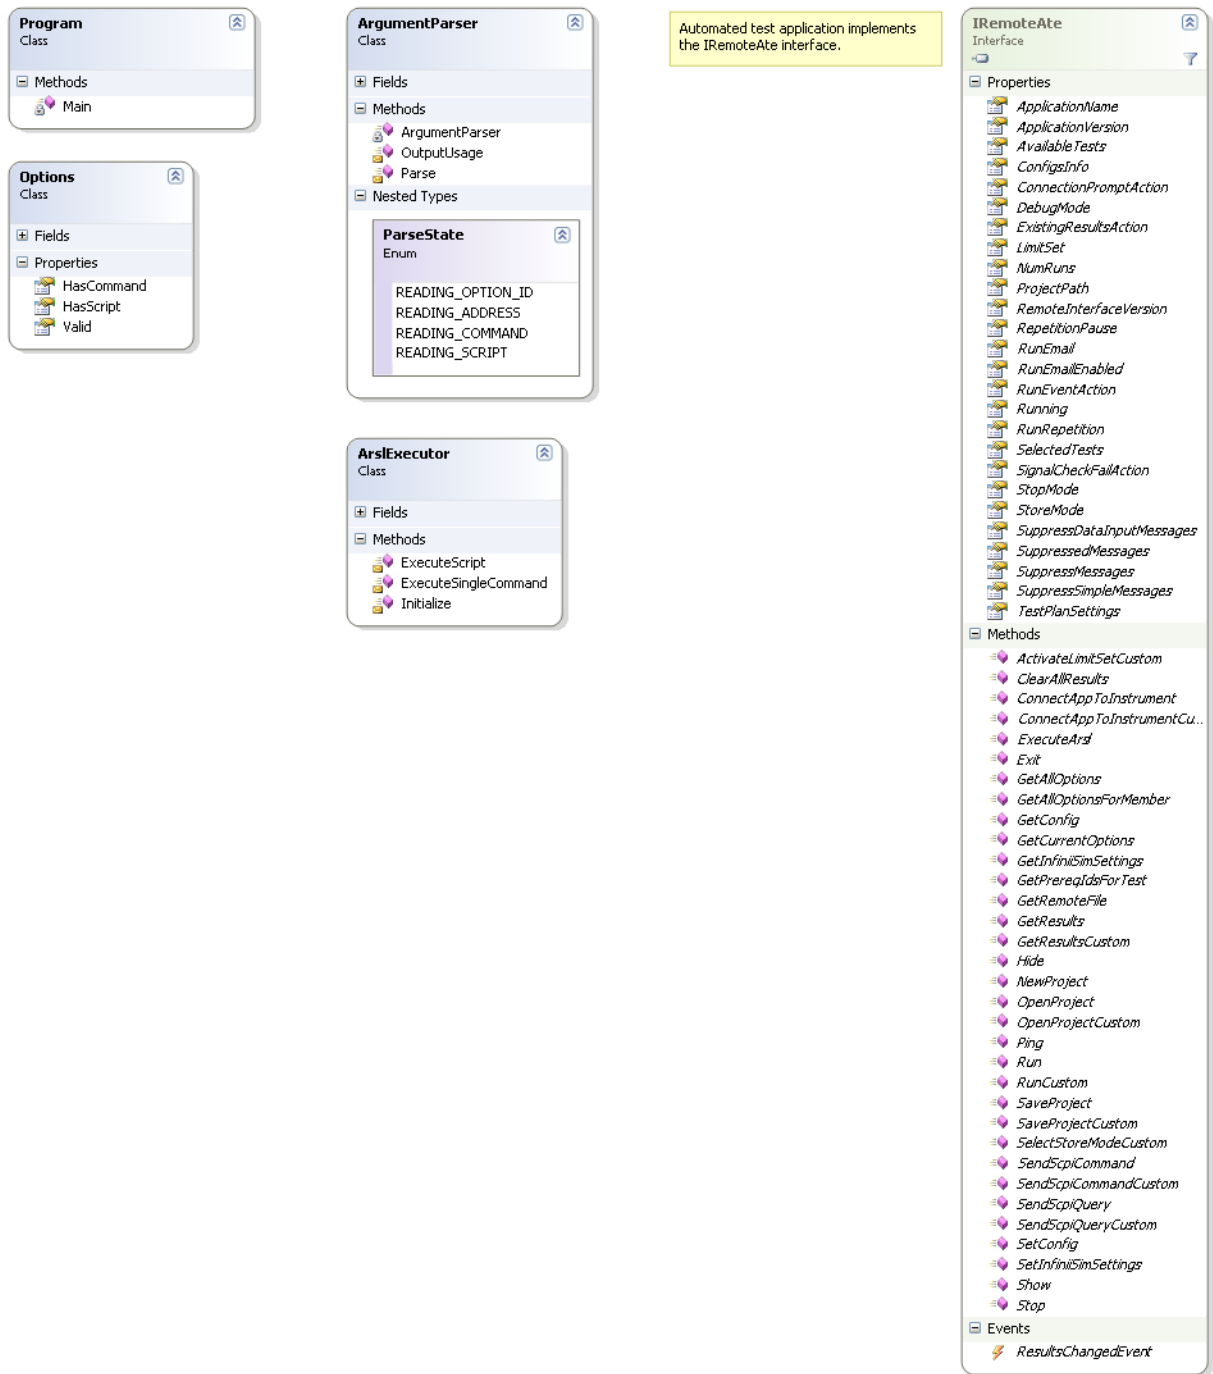 Program
Class
Methods
Main
Options
Class
Fields
Properties
HasCommand
HasScript
Valid
ArgumentParser
Class
Fields
Methods
ArgumentParser
OutputUsage
Parse
Nested Types
ParseState
Enum
READING_OPTION_ID
READING_ADDRESS
READING_COMMAND
READING_SCRIPT
ArslExecutor
Class
Fields
Methods
ExecuteScript
ExecuteSingleCommand
Initialize
Automated test application implements
the IRemoteAte interface.
IRemoteAte
Interface
Properties
ApplicationName
ApplicationVersion
AvailableTests
ConfigsInfo
ConnectionPromptAction
DebugMode
ExistingResultsAction
LimitSet
NumRuns
ProjectPath
RemoteInterfaceVersion
RepetitionPause
RunEmail
RunEmailEnabled
RunEventAction
Running
RunRepetition
SelectedTests
SignalCheckFailAction
StopMode
StoreMode
SuppressDataInputMessages
SuppressedMessages
SuppressMessages
SuppressSimpleMessages
TestPlanSettings
Methods
ActivateLimitSetCustom
ClearAllResults
ConnectAppToInstrument
ConnectAppToInstrumentCu...
ExecuteArsl
Exit
GetAllOptions
GetAllOptionsForMember
GetConfig
GetCurrentOptions
GetInfiniiSimSettings
GetPrereqIdsForTest
GetRemoteFile
GetResults
GetResultsCustom
Hide
NewProject
OpenProject
OpenProjectCustom
Ping
Run
RunCustom
SaveProject
SaveProjectCustom
SelectStoreModeCustom
SendScpiCommand
SendScpiCommandCustom
SendScpiQuery
SendScpiQueryCustom
SetConfig
SetInfiniiSimSettings
Show
Stop
Events
ResultsChangedEvent